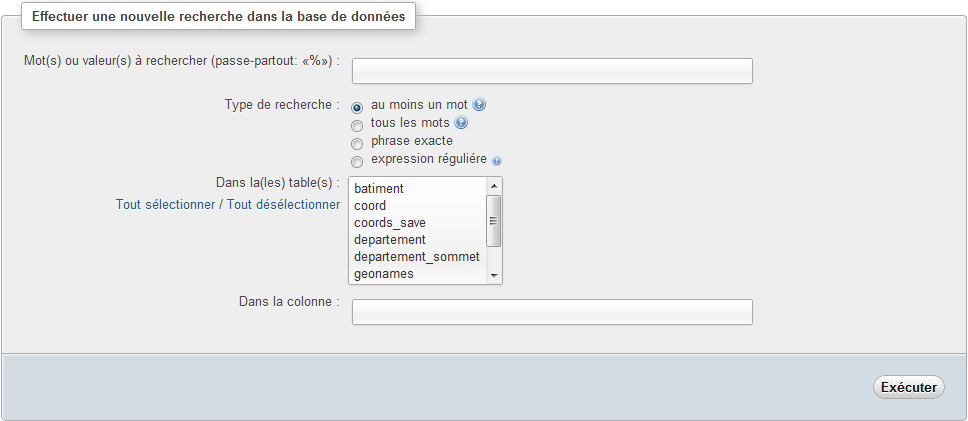 Effectuer une nouvelle recherche dans la base de données
Mot(s) ou valeur(s) à rechercher (passe-partout: «%») :
Type de recherche :
au moins un mot
tous les mots
phrase exacte
expression réguliére
Dans la(les) table(s) :
Tout sélectionner / Tout désélectionner
batiment
coord
coords_save
departement
departement_sommet
geonames
Dans la colonne :
Exécuter